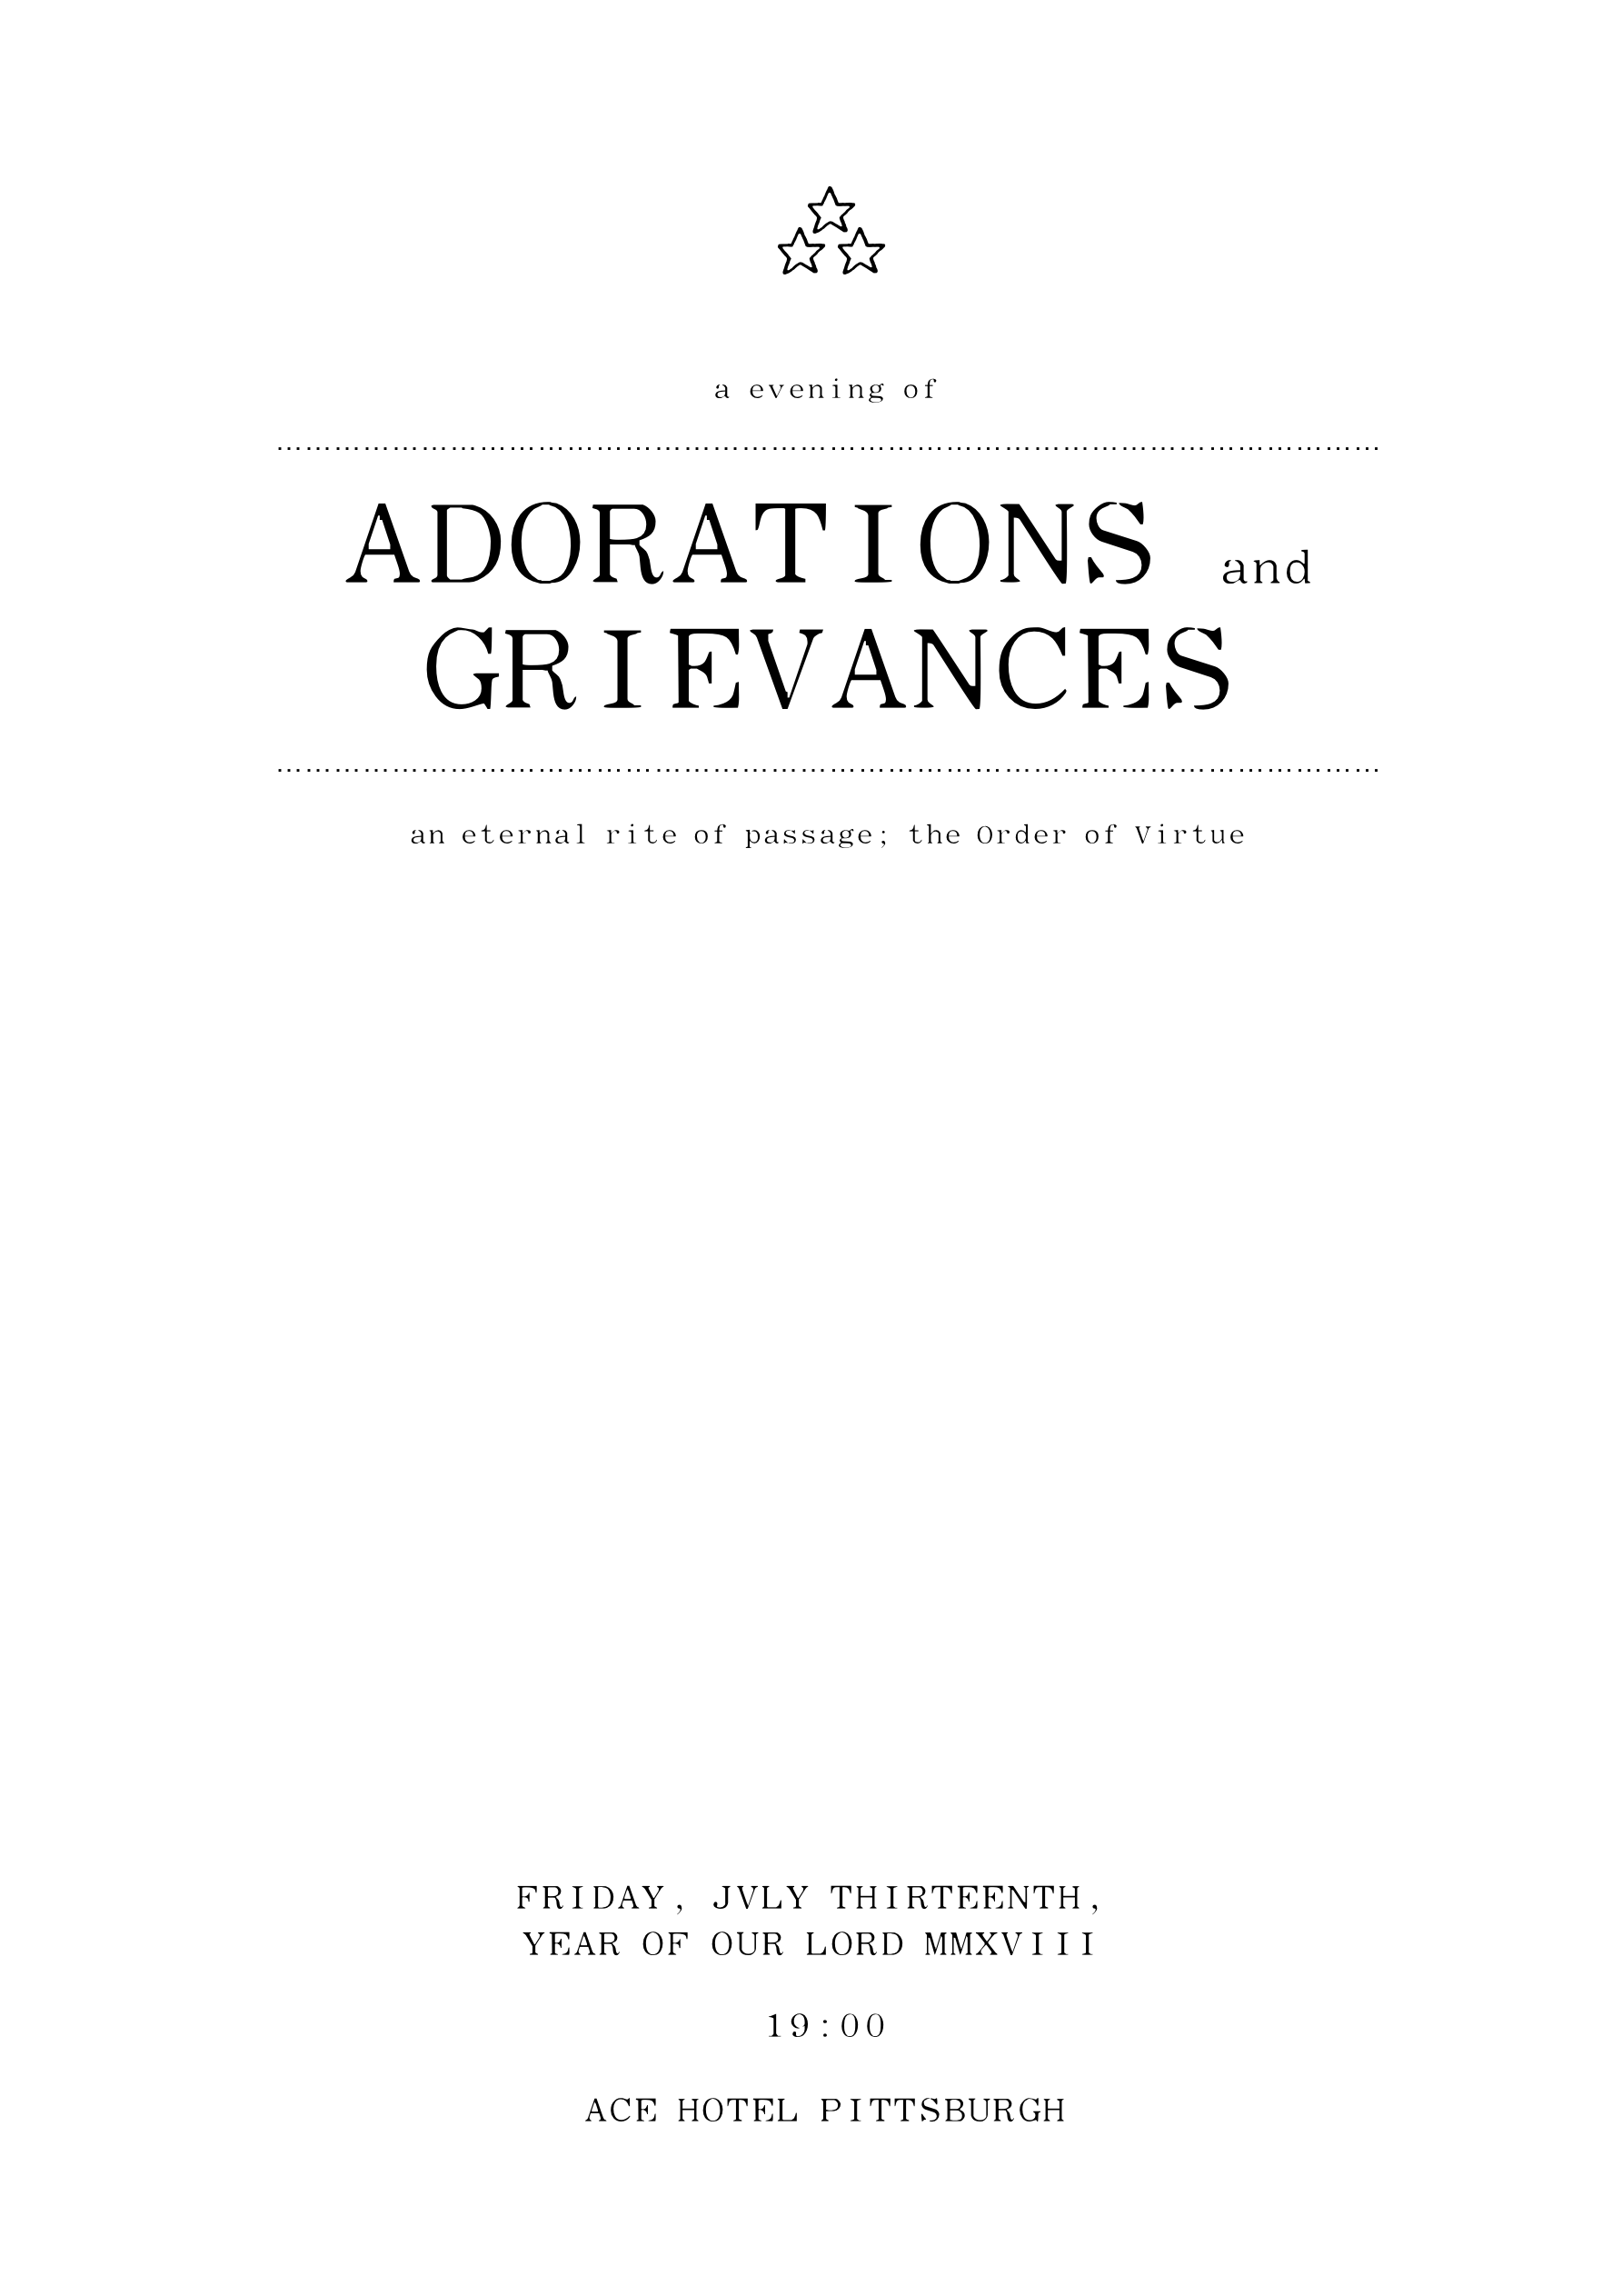 a evening of
ADORATIONS and
GRIEVANCES
an eternal rite of passage; the Order of Virtue
FRIDAY, JVLY THIRTEENTH,
YEAR OF OUR LORD MMXVIII
19:00
ACE HOTEL PITTSBURGH